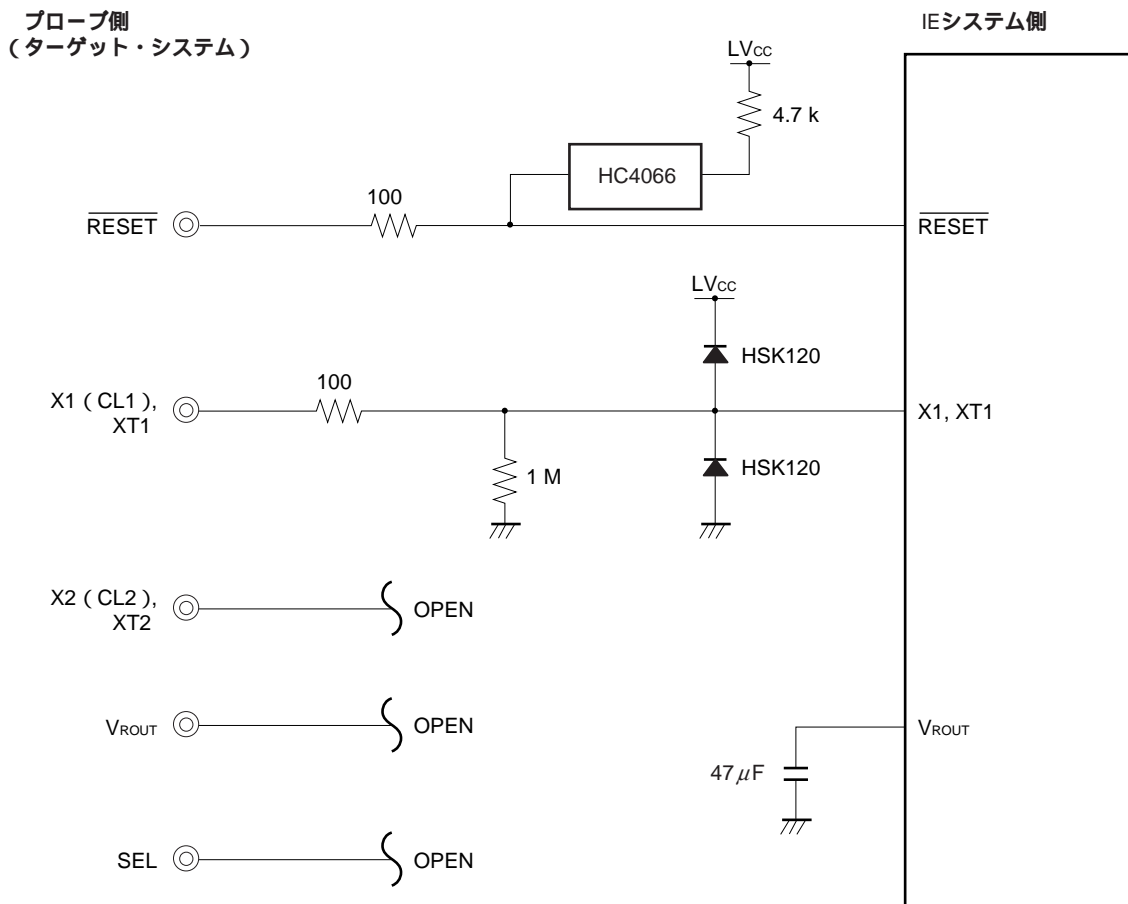 プローブ側
（ターゲット・システム）
IEシステム側
LVCC
4.7 k
HC4066
100
RESET
RESET
LVCC
HSK120
100
X1（CL1）,
XT1
X1, XT1
HSK120
1 M
X2（CL2）,
XT2
OPEN
VROUT
OPEN
VROUT
47μF
SEL
OPEN